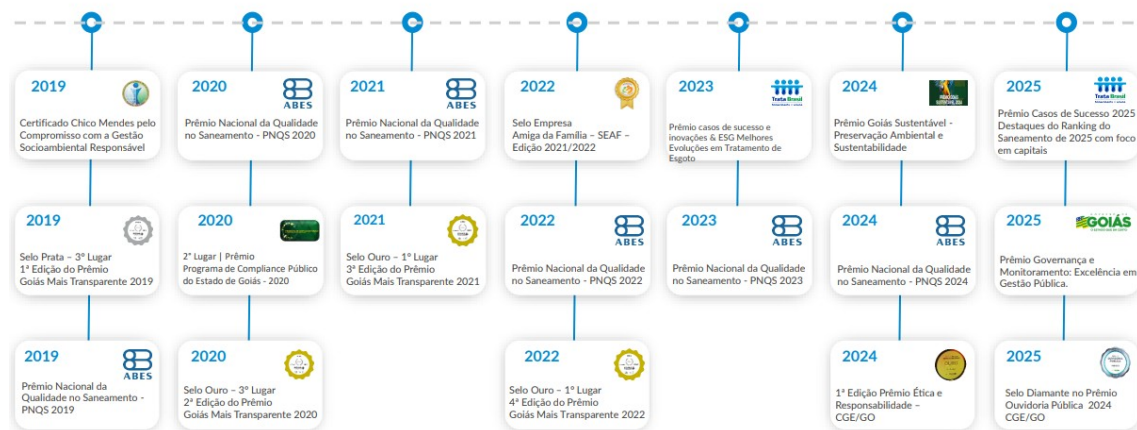 2019
Certificado Chico Mendes pelo
Compromisso com a Gestão
Socioambiental Responsável
2020
ABES
Prêmio Nacional da Qualidade
no Saneamento - PNQS 2020
2021
ABES
Prêmio Nacional da Qualidade
no Saneamento - PNQS 2021
2022
Selo Empresa
Amiga da Família – SEAF –
Edição 2021/2022
2023
Trata Brasil
Prêmio casos de sucesso e
inovações & ESG Melhores
Evoluções em Tratamento de
Esgoto
2024
Prêmio Goiás Sustentável -
Preservação Ambiental e
Sustentabilidade
2025
Trata Brasil
Prêmio Casos de Sucesso 2025
Destaques do Ranking do
Saneamento de 2025 com foco
em capitais
2019
Selo Prata – 3º Lugar
1ª Edição do Prêmio
Goiás Mais Transparente 2019
2020
2° Lugar | Prêmio
Programa de Compliance Público
do Estado de Goiás - 2020
2021
Selo Ouro – 1º Lugar
3ª Edição do Prêmio
Goiás Mais Transparente 2021
2022
ABES
Prêmio Nacional da Qualidade
no Saneamento - PNQS 2022
2023
ABES
Prêmio Nacional da Qualidade
no Saneamento - PNQS 2023
2024
ABES
Prêmio Nacional da Qualidade
no Saneamento - PNQS 2024
2025
GOIÁS
Prêmio Governança e
Monitoramento: Excelência em
Gestão Pública.
2019
ABES
Prêmio Nacional da
Qualidade no Saneamento -
PNQS 2019
2020
Selo Ouro – 3º Lugar
2ª Edição do Prêmio
Goiás Mais Transparente 2020
2022
Selo Ouro – 1º Lugar
4ª Edição do Prêmio
Goiás Mais Transparente 2022
2024
1ª Edição Prêmio Ética e
Responsabilidade –
CGE/GO
2025
Selo Diamante no Prêmio
Ouvidoria Pública 2024
CGE/GO